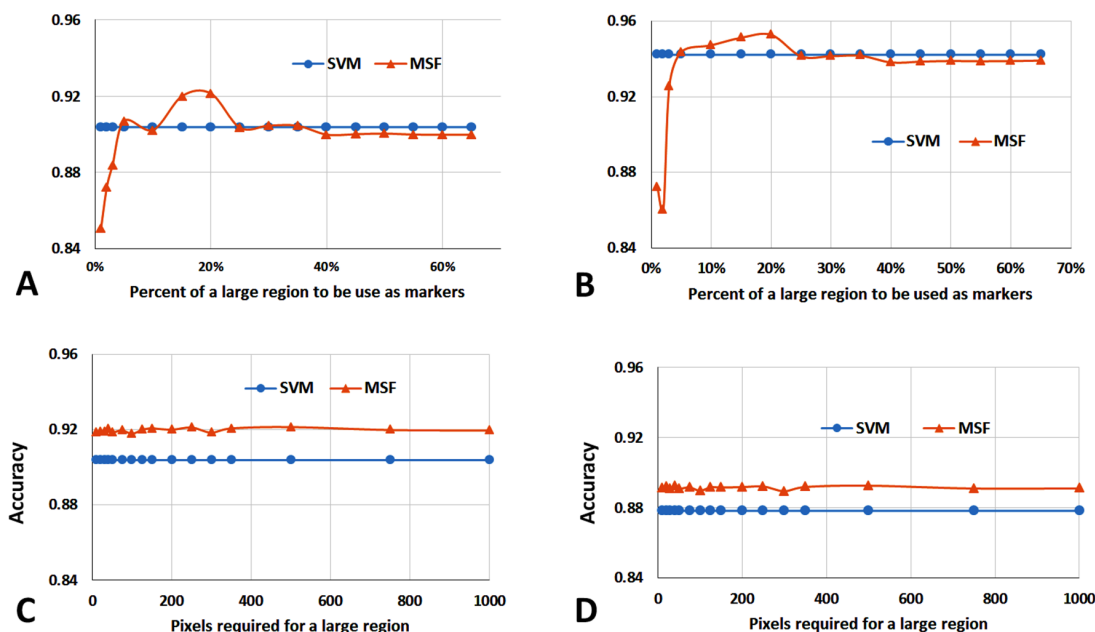 0.96
SVM MSF
0.92
0.88
0.84
0% 20% 40% 60%
A
Percent of a large region to be use as markers
0.96
0.92
SVM MSF
0.88
0.84
0% 10% 20% 30% 40% 50% 60% 70%
B
Percent of a large region to be used as markers
0.96
SVM MSF
0.92
Accuracy
0.88
0.84
0 200 400 600 800 1000
C
Pixels required for a large region
0.96
SVM MSF
0.92
Accuracy
0.88
0.84
0 200 400 600 800 1000
D
Pixels required for a large region